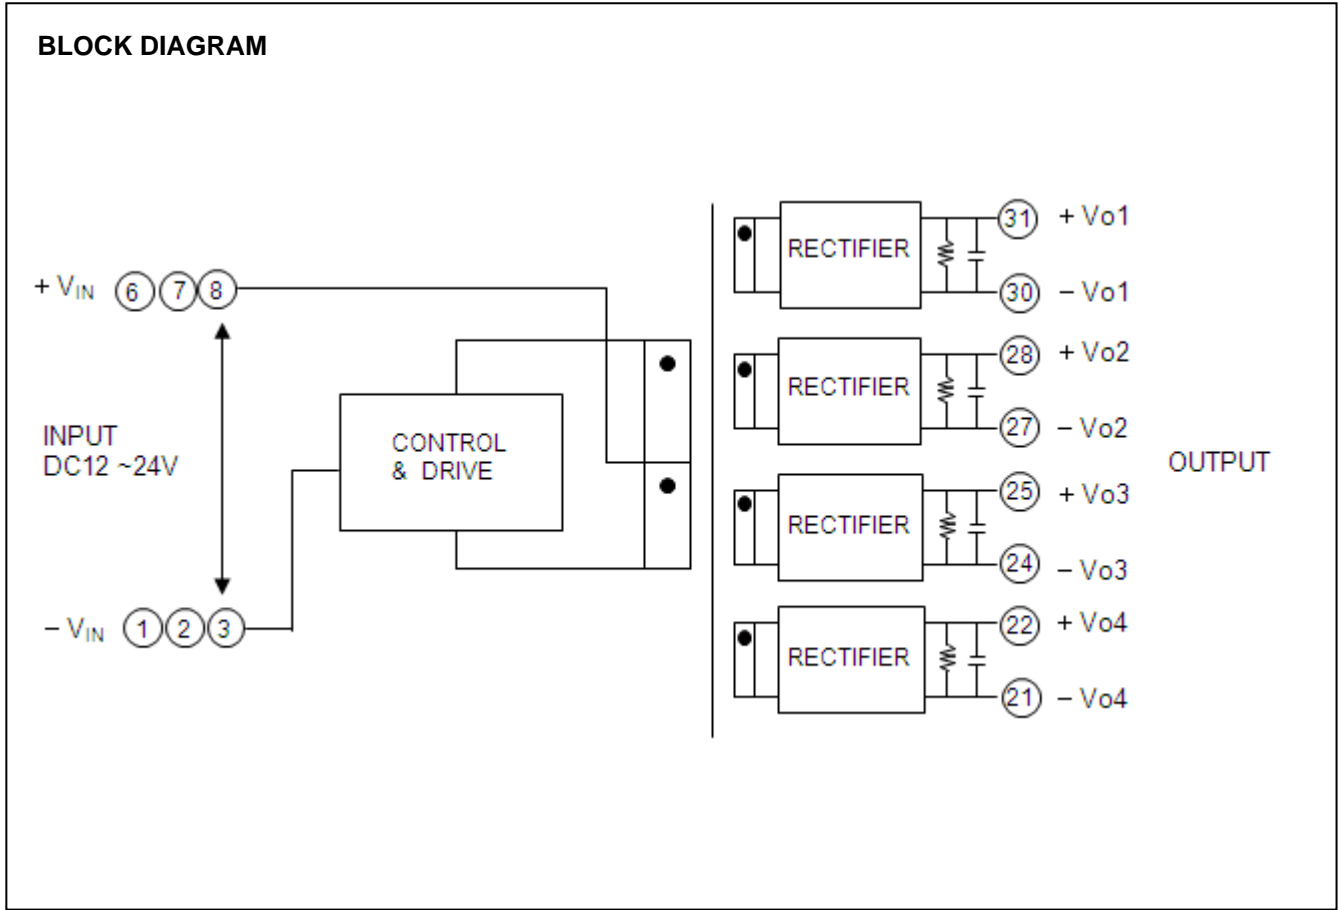 BLOCK DIAGRAM
+ VIN 6 7 8
INPUT
DC12 ~24V
– VIN 1 2 3
CONTROL
& DRIVE
RECTIFIER
31 + Vo1
30 – Vo1
RECTIFIER
28 + Vo2
27 – Vo2
RECTIFIER
25 + Vo3
24 – Vo3
RECTIFIER
22 + Vo4
21 – Vo4
OUTPUT